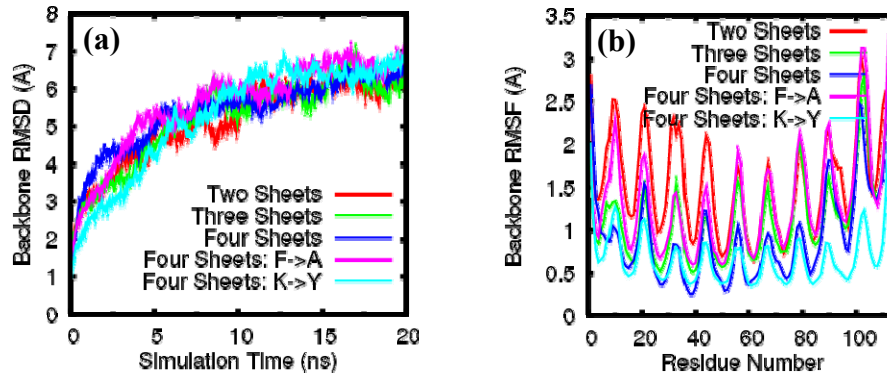 (a)
8
7
6
5
4
3
2
1
0
Backbone RMSD (A)
Two Sheets
Three Sheets
Four Sheets
Four Sheets: F->A
Four Sheets: K->Y
0 5 10 15 20
Simulation Time (ns)
(b)
3.5
3
2.5
2
1.5
1
0.5
0
Backbone RMSF (A)
Two Sheets
Three Sheets
Four Sheets
Four Sheets: F->A
Four Sheets: K->Y
0 20 40 60 80 100
Residue Number